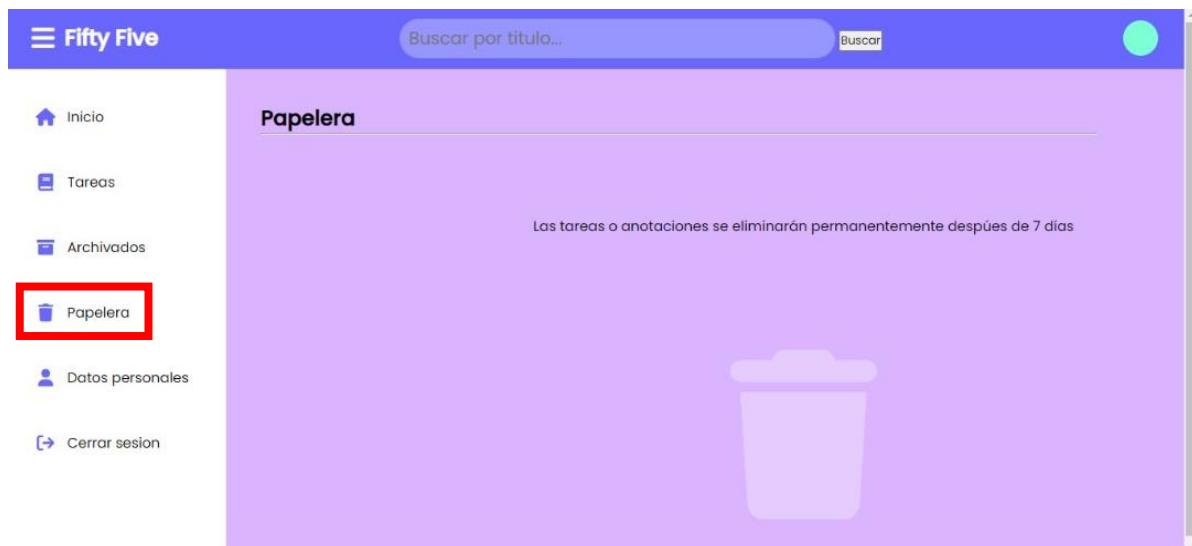 Fifty Five
Buscar por titulo...
Buscar
Inicio
Tareas
Archivados
Papelera
Datos personales
Cerrar sesion
Papelera
Las tareas o anotaciones se eliminarán permanentemente despúes de 7 días